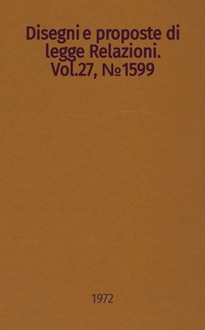 Disegni e proposte di
legge Relazioni.
Vol.27, №1599
1972